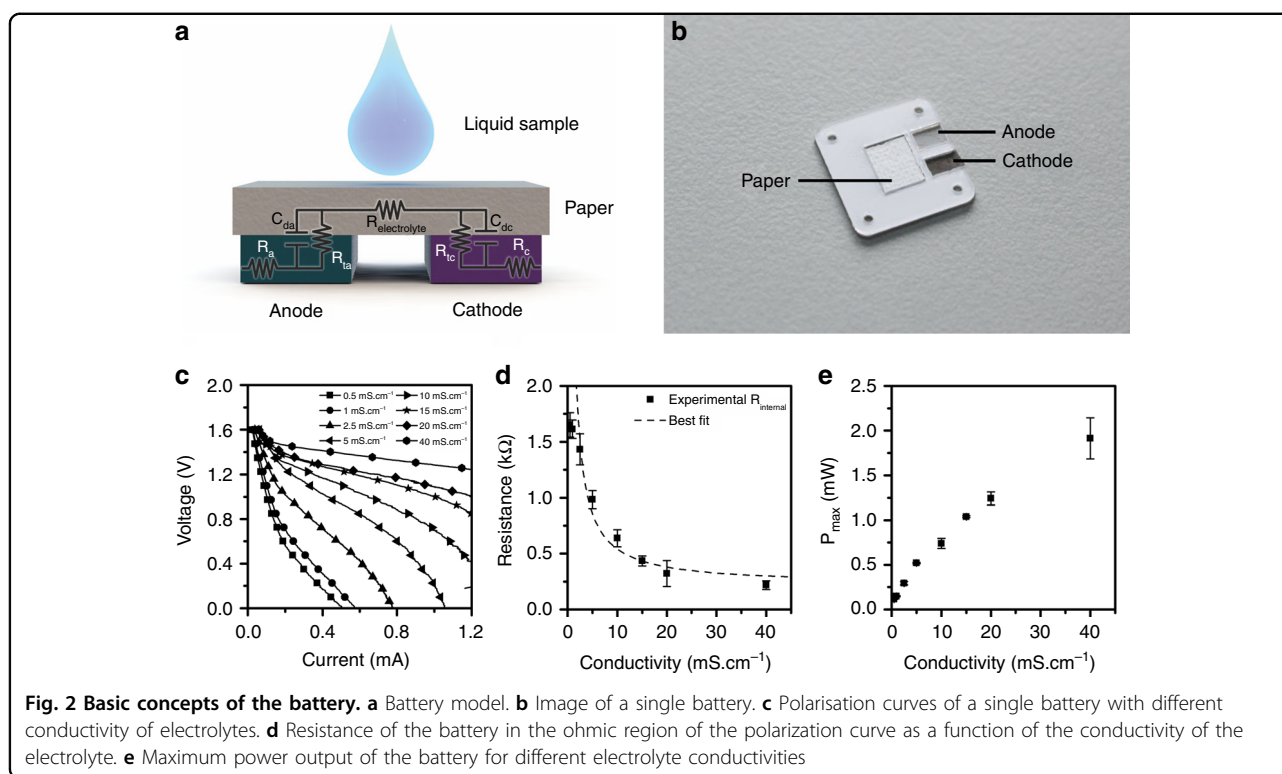 a
Liquid sample
Paper
C_da
R_electrolyte
C_dc
R_a
R_ta
R_tc
R_c
Anode
Cathode
b
Anode
Cathode
Paper
c
2.0
1.6
1.2
0.8
0.4
0.0
Voltage (V)
0.5 mS.cm⁻¹
1 mS.cm⁻¹
2.5 mS.cm⁻¹
5 mS.cm⁻¹
10 mS.cm⁻¹
15 mS.cm⁻¹
20 mS.cm⁻¹
40 mS.cm⁻¹
0.0 0.4 0.8 1.2
Current (mA)
d
2.0
1.5
1.0
0.5
0.0
Resistance (kΩ)
Experimental R_internal
Best fit
0 10 20 30 40
Conductivity (mS.cm⁻¹)
e
2.5
2.0
1.5
1.0
0.5
0.0
P_max (mW)
0 10 20 30 40
Conductivity (mS.cm⁻¹)
Fig. 2 Basic concepts of the battery. a Battery model. b Image of a single battery. c Polarisation curves of a single battery with different
conductivity of electrolytes. d Resistance of the battery in the ohmic region of the polarization curve as a function of the conductivity of the
electrolyte. e Maximum power output of the battery for different electrolyte conductivities